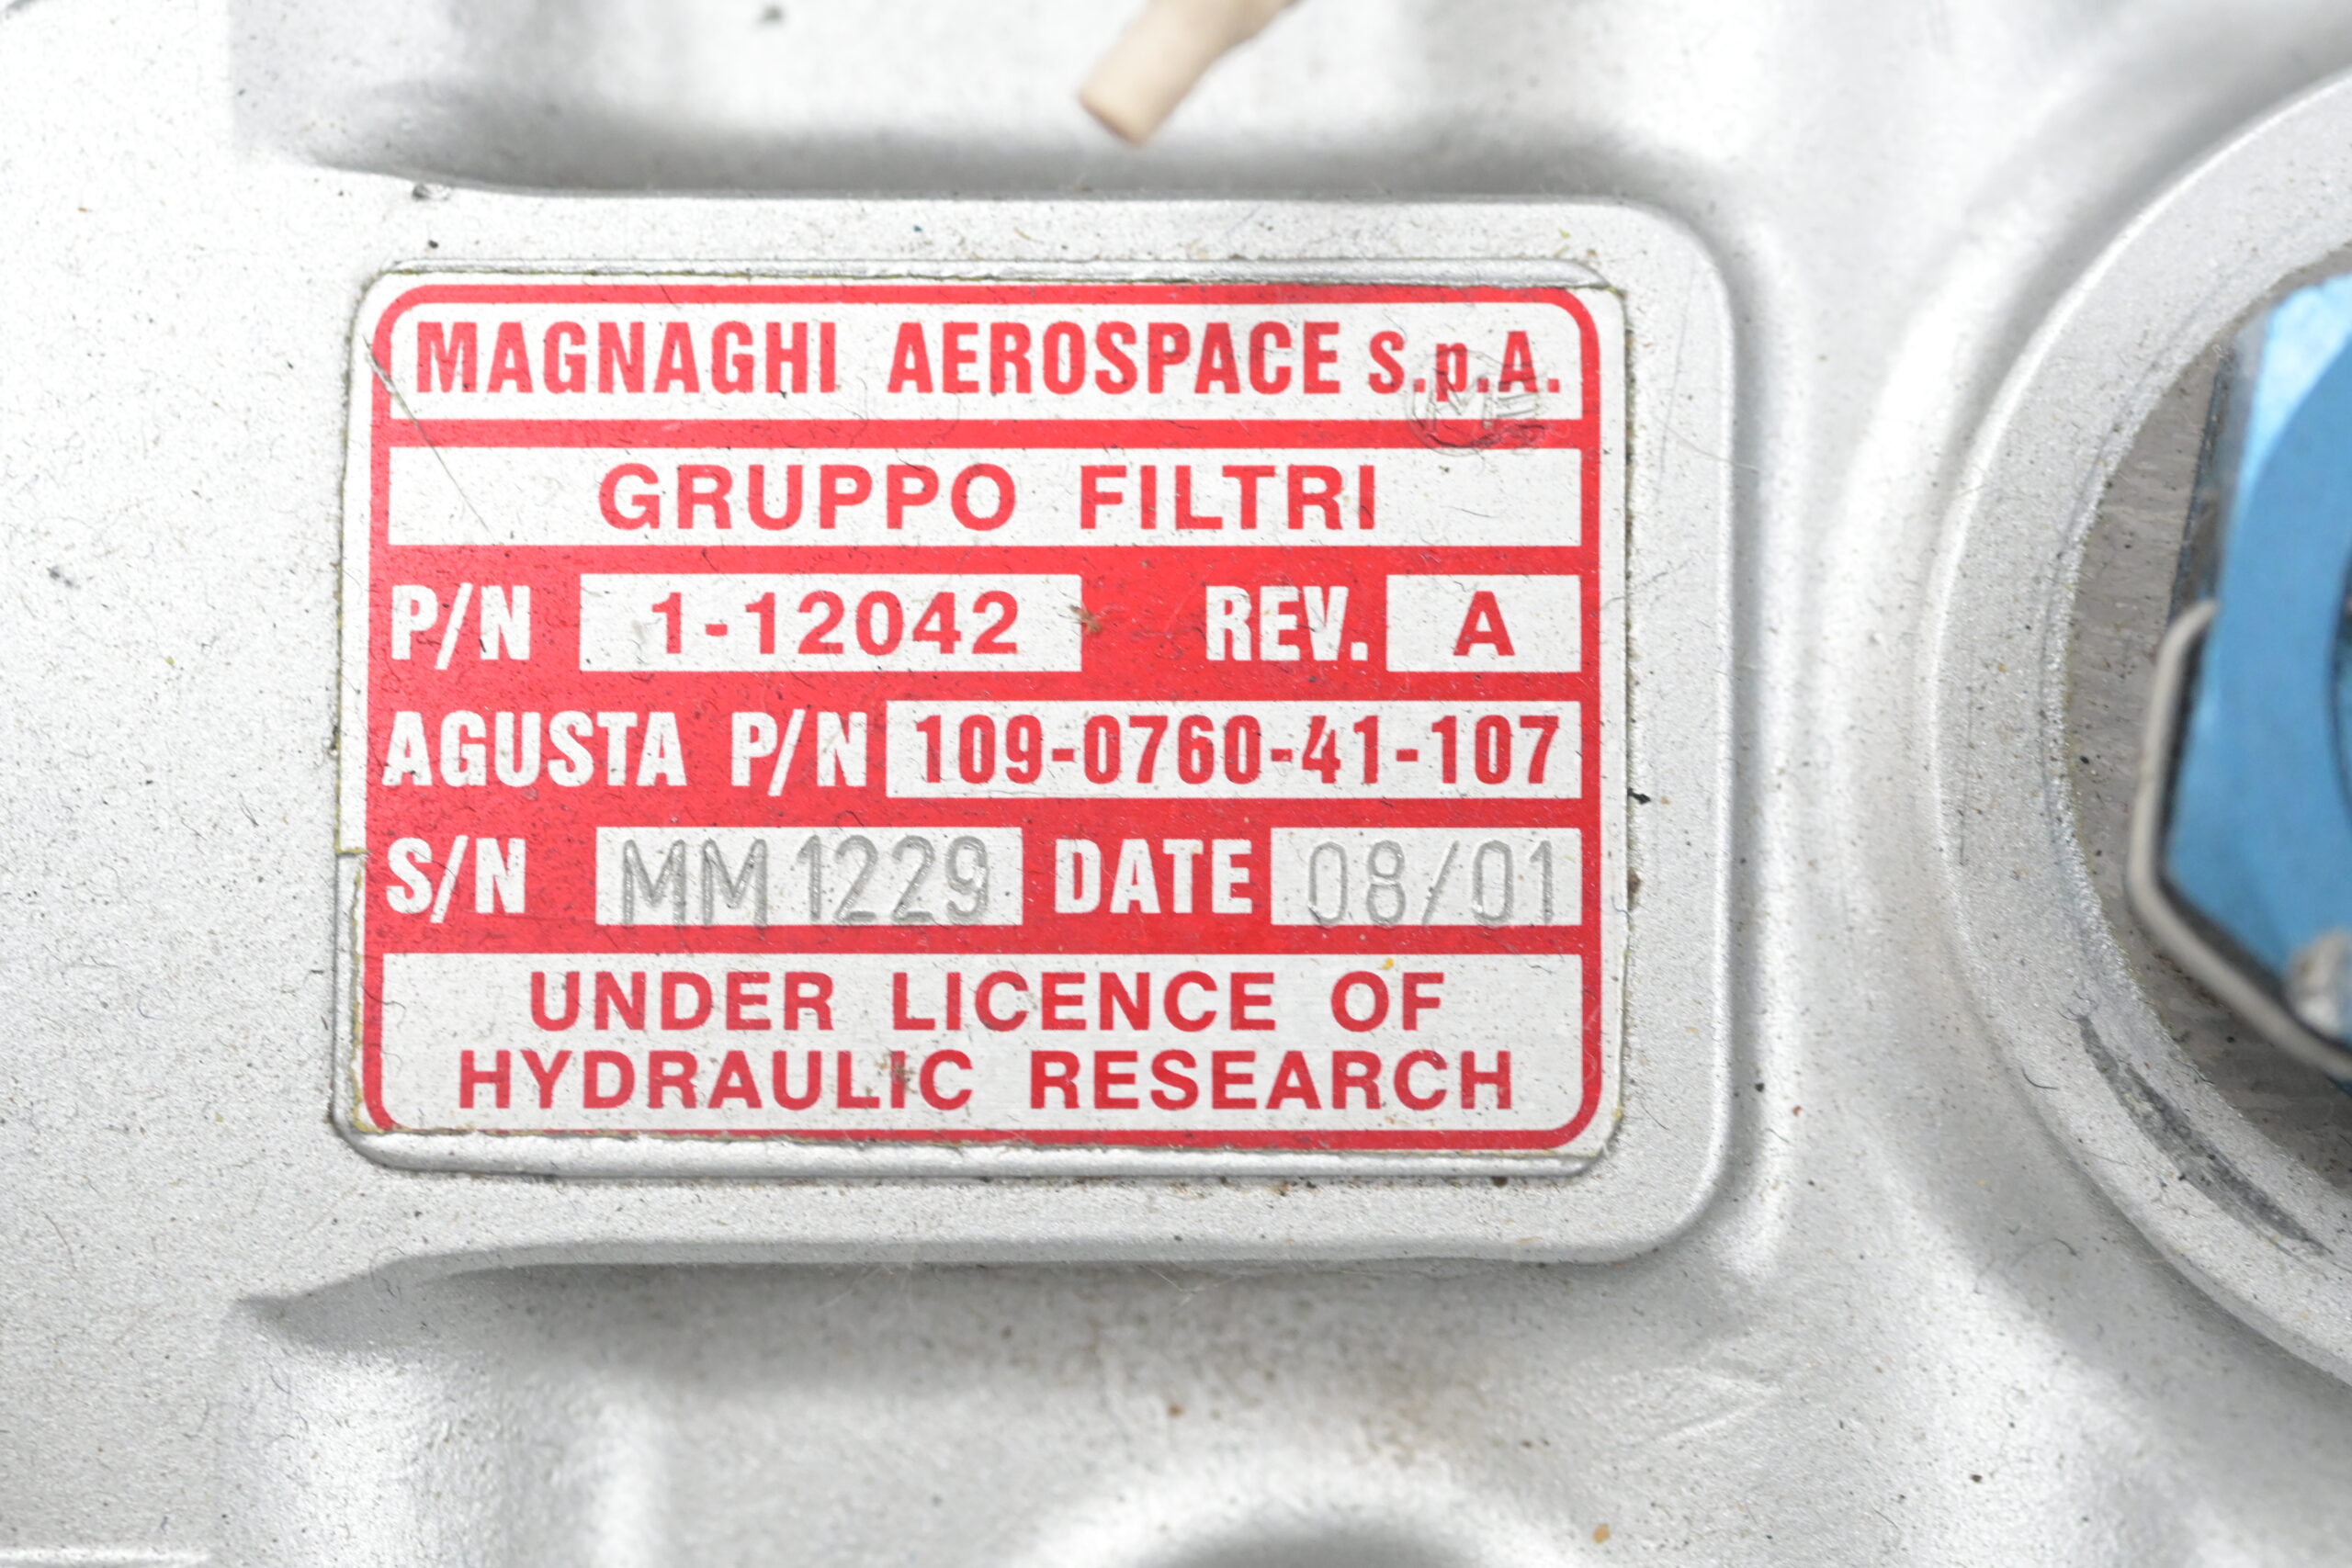 MAGNAGHI AEROSPACE s.p.A.
GRUPPO FILTRI
P/N 1-12042 REV. A
AGUSTA P/N 109-0760-41-107
S/N MM1229 DATE 08/01
UNDER LICENCE OF
HYDRAULIC RESEARCH